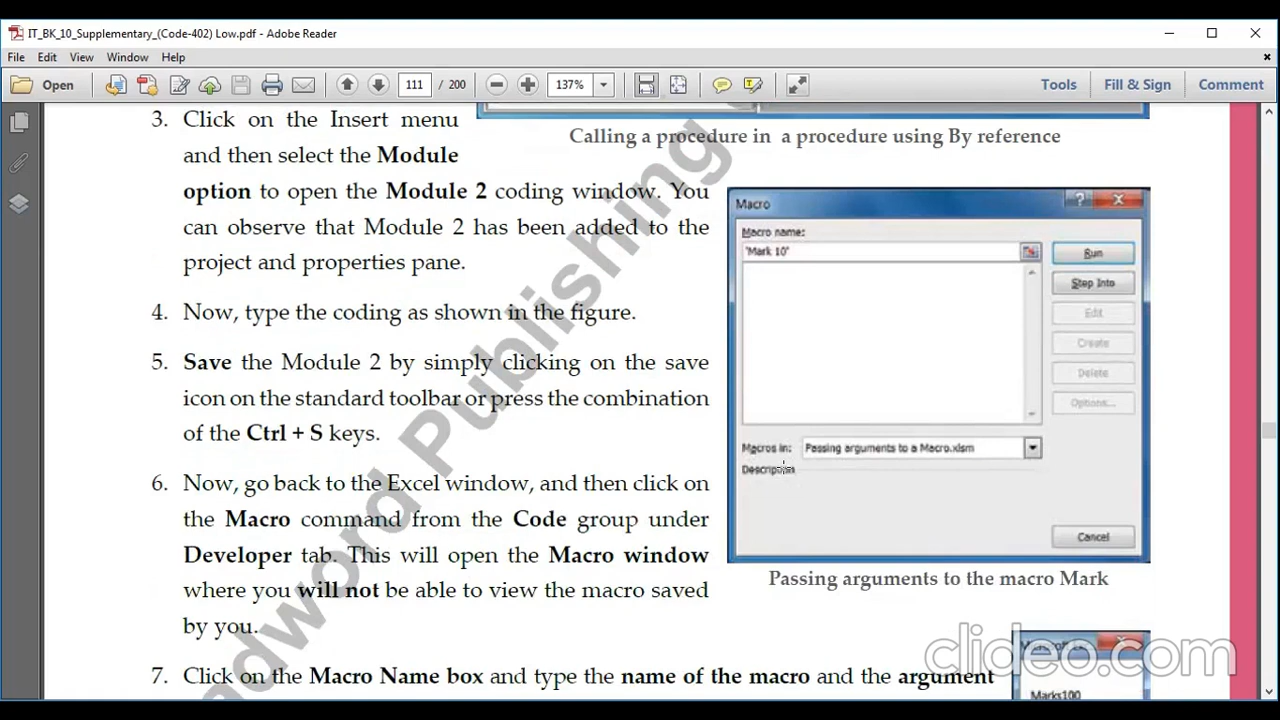 IT_BK_10_Supplementary_(Code-402) Low.pdf - Adobe Reader
File Edit View Window Help
Open 111 / 200 137% Tools Fill & Sign Comment
3. Click on the Insert menu
and then select the Module
option to open the Module 2 coding window. You
can observe that Module 2 has been added to the
project and properties pane.
4. Now, type the coding as shown in the figure.
5. Save the Module 2 by simply clicking on the save
icon on the standard toolbar or press the combination
of the Ctrl + S keys.
6. Now, go back to the Excel window, and then click on
the Macro command from the Code group under
Developer tab. This will open the Macro window
where you will not be able to view the macro saved
by you.
7. Click on the Macro Name box and type the name of the macro and the argument
Calling a procedure in a procedure using By reference
Macro
Macro name:
'Mark 10'
Run
Step Into
Edit
Create
Delete
Options...
Macros in: Passing arguments to a Macro.xlsm
Description
Cancel
Passing arguments to the macro Mark
Marks100
adword Publishing
clideo.com